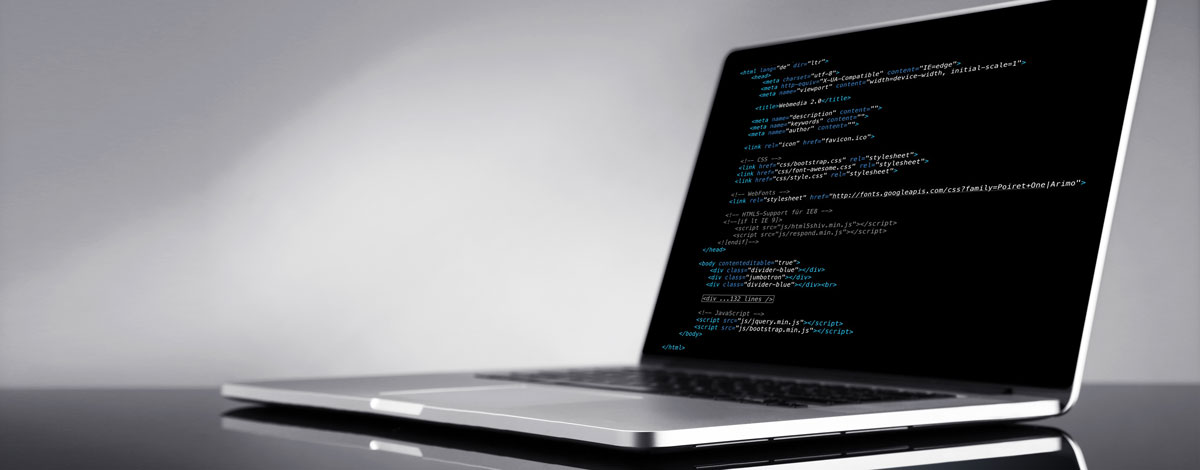 <html lang="de" dir="ltr">
<head>
<meta charset="utf-8">
<meta http-equiv="X-UA-Compatible" content="IE=edge">
<meta name="viewport" content="width=device-width, initial-scale=1">
<title>Webmedia 2.0</title>
<meta name="description" content="">
<meta name="keywords" content="">
<meta name="author" content="">
<link rel="icon" href="favicon.ico">
<!-- CSS -->
<link href="css/bootstrap.css" rel="stylesheet">
<link href="css/font-awesome.css" rel="stylesheet">
<link href="css/style.css" rel="stylesheet">
<!-- WebFonts -->
<link rel="stylesheet" href="http://fonts.googleapis.com/css?family=Poiret+One|Arimo">
<!-- HTML5-Support für IE8 -->
<!--[if lt IE 9]>
<script src="js/html5shiv.min.js"></script>
<script src="js/respond.min.js"></script>
<![endif]-->
</head>
<body contenteditable="true">
<div class="divider-blue"></div>
<div class="jumbotron"></div>
<div class="divider-blue"></div><br>
<div ...132 lines />
<!-- JavaScript -->
<script src="js/jquery.min.js"></script>
<script src="js/bootstrap.min.js"></script>
</body>
</html>